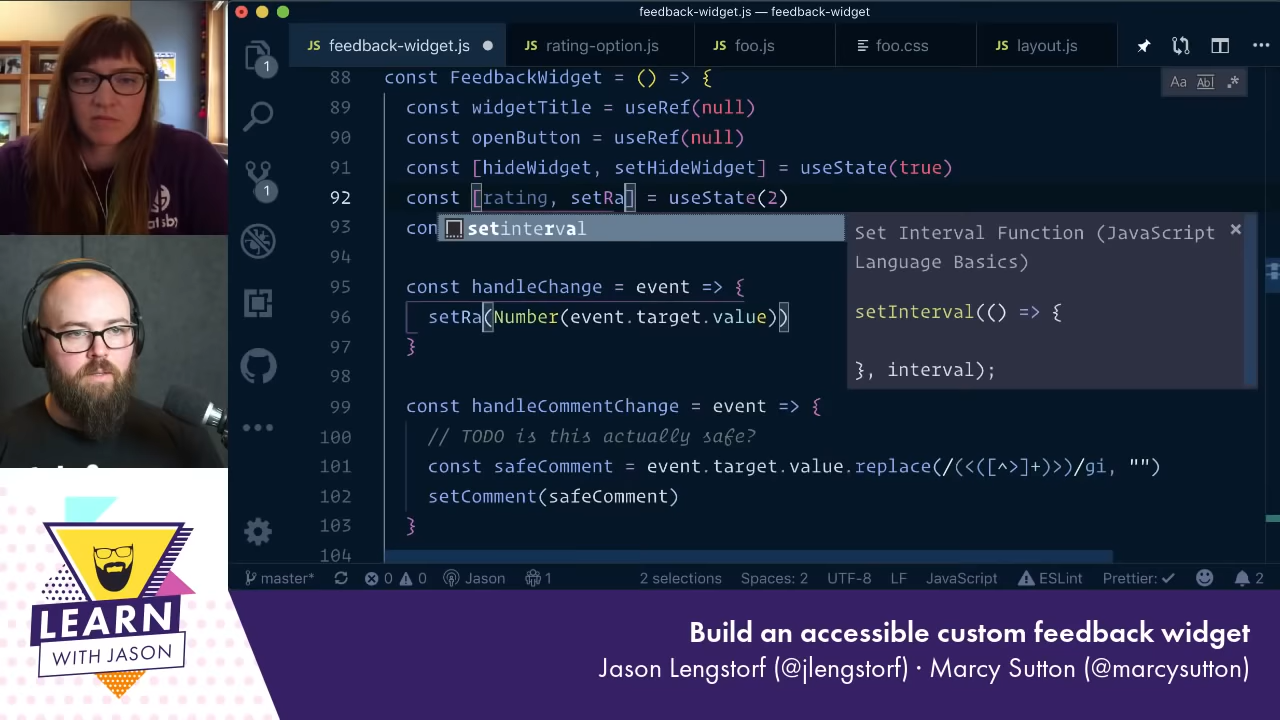 feedback-widget.js — feedback-widget
JS feedback-widget.js JS rating-option.js JS foo.js foo.css JS layout.js
88 const FeedbackWidget = () => {
89 const widgetTitle = useRef(null)
90 const openButton = useRef(null)
91 const [hideWidget, setHideWidget] = useState(true)
92 const [rating, setRa] = useState(2)
93 con
setinterval
Set Interval Function (JavaScript
Language Basics)
setInterval(() => {
}, interval);
94
95 const handleChange = event => {
96 setRa(Number(event.target.value))
97 }
98
99 const handleCommentChange = event => {
100 // TODO is this actually safe?
101 const safeComment = event.target.value.replace(/(<([^>]+)>)/gi, "")
102 setComment(safeComment)
103 }
104
Aa Abl .*
1
1
master* 0 0 Jason 1 2 selections Spaces: 2 UTF-8 LF JavaScript ESLint Prettier: ✓ 2
LEARN
WITH JASON
Build an accessible custom feedback widget
Jason Lengstorf (@jlengstorf) · Marcy Sutton (@marcysutton)